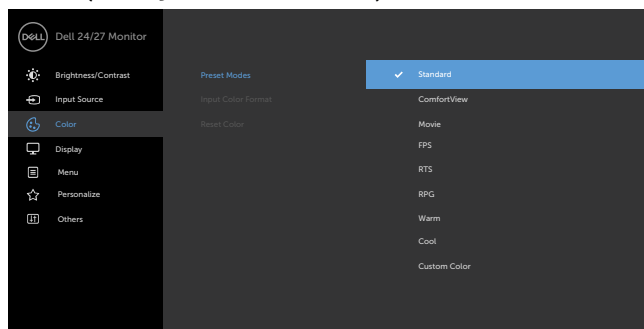 DELL Dell 24/27 Monitor
Brightness/Contrast Preset Modes Standard
Input Source Input Color Format ComfortView
Color Reset Color Movie
Display FPS
Menu RTS
Personalize RPG
Others Warm
Cool
Custom Color